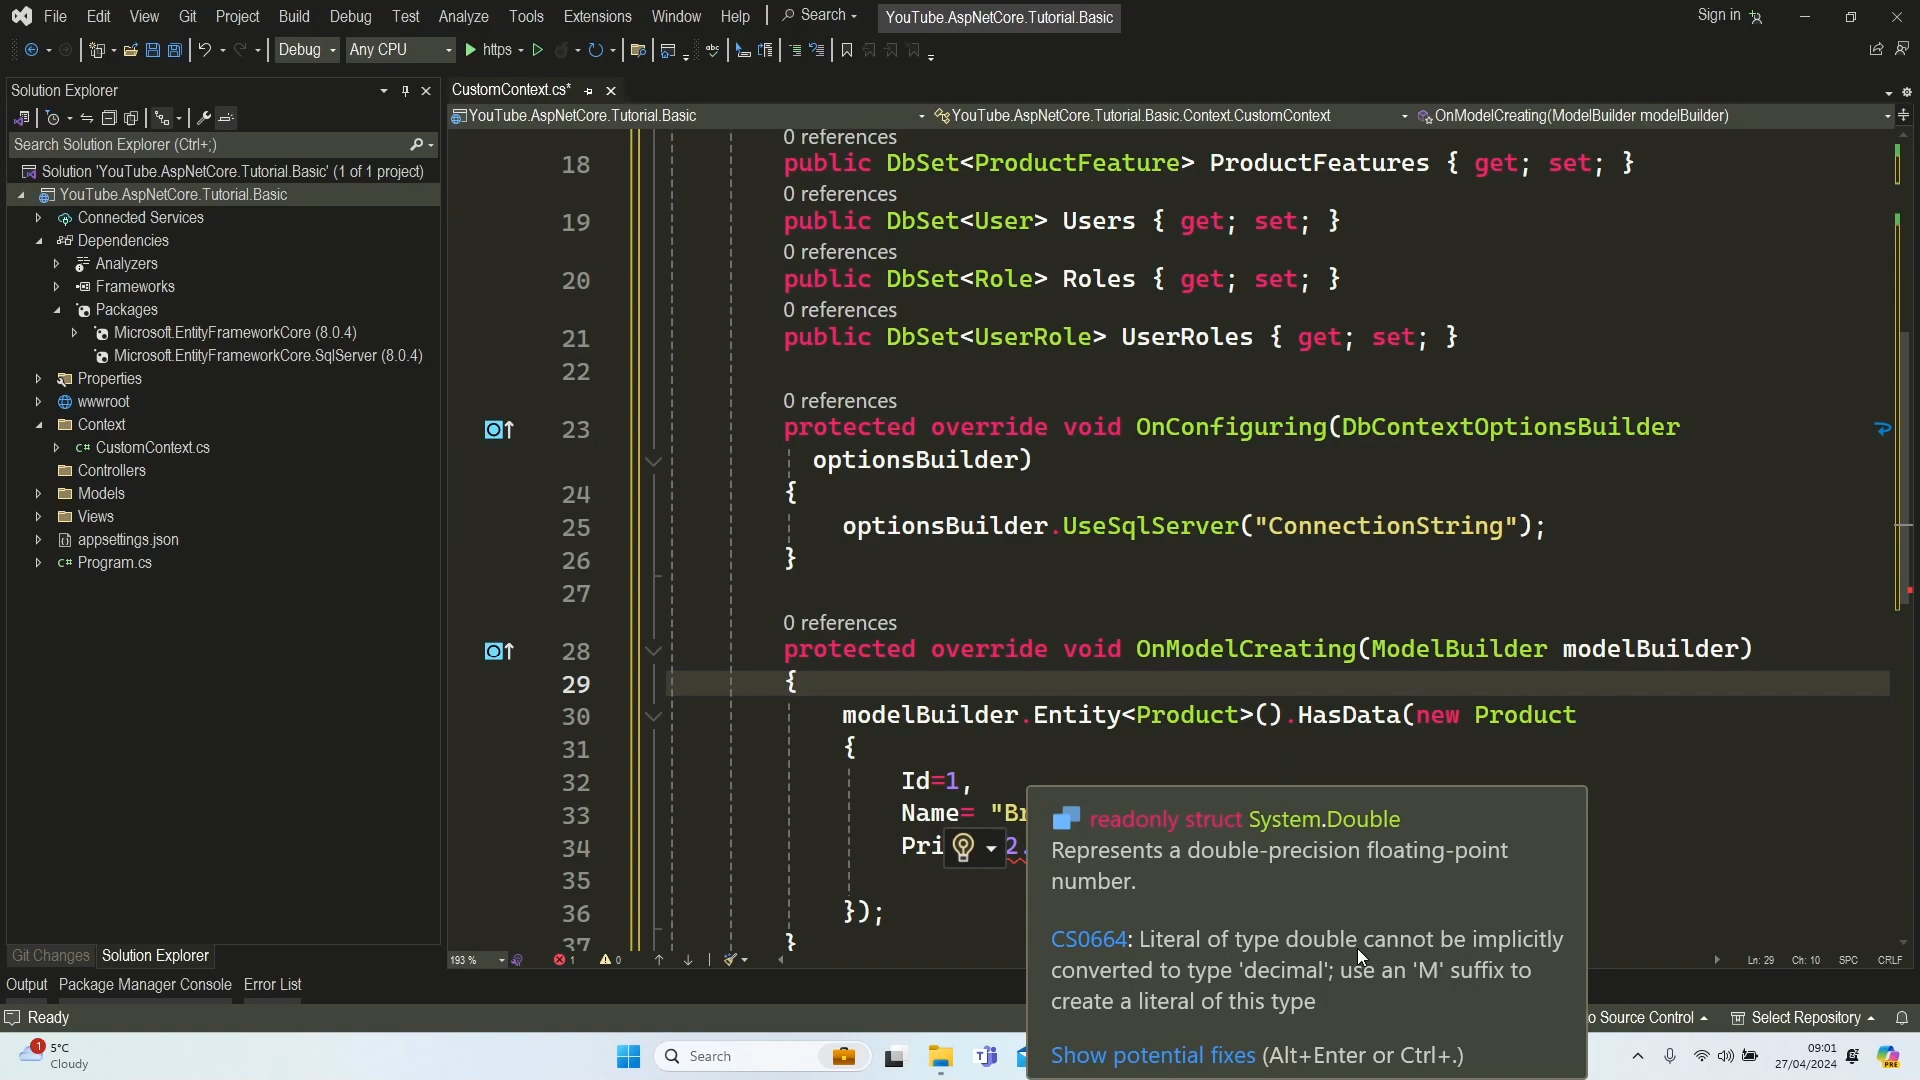 File Edit View Git Project Build Debug Test Analyze Tools Extensions Window Help Search YouTube.AspNetCore.Tutorial.Basic Sign in
Debug Any CPU https
Solution Explorer
Search Solution Explorer (Ctrl+;)
Solution 'YouTube.AspNetCore.Tutorial.Basic' (1 of 1 project)
YouTube.AspNetCore.Tutorial.Basic
Connected Services
Dependencies
Analyzers
Frameworks
Packages
Microsoft.EntityFrameworkCore (8.0.4)
Microsoft.EntityFrameworkCore.SqlServer (8.0.4)
Properties
wwwroot
Context
C# CustomContext.cs
Controllers
Models
Views
appsettings.json
C# Program.cs
Git Changes Solution Explorer
CustomContext.cs*
YouTube.AspNetCore.Tutorial.Basic YouTube.AspNetCore.Tutorial.Basic.Context.CustomContext OnModelCreating(ModelBuilder modelBuilder)
0 references
18 public DbSet<ProductFeature> ProductFeatures { get; set; }
0 references
19 public DbSet<User> Users { get; set; }
0 references
20 public DbSet<Role> Roles { get; set; }
0 references
21 public DbSet<UserRole> UserRoles { get; set; }
22
0 references
23 protected override void OnConfiguring(DbContextOptionsBuilder
optionsBuilder)
24 {
25 optionsBuilder.UseSqlServer("ConnectionString");
26 }
27
0 references
28 protected override void OnModelCreating(ModelBuilder modelBuilder)
29 {
30 modelBuilder.Entity<Product>().HasData(new Product
31 {
32 Id=1,
33 Name= "Br
34 Pri 2.
35
36 });
37 }
readonly struct System.Double
Represents a double-precision floating-point
number.
CS0664: Literal of type double cannot be implicitly
converted to type 'decimal'; use an 'M' suffix to
create a literal of this type
Show potential fixes (Alt+Enter or Ctrl+.)
193 % 1 0 Ln: 29 Ch: 10 SPC CRLF
Output Package Manager Console Error List
Ready o Source Control Select Repository
1 5°C
Cloudy
Search
09:01
27/04/2024
PRE